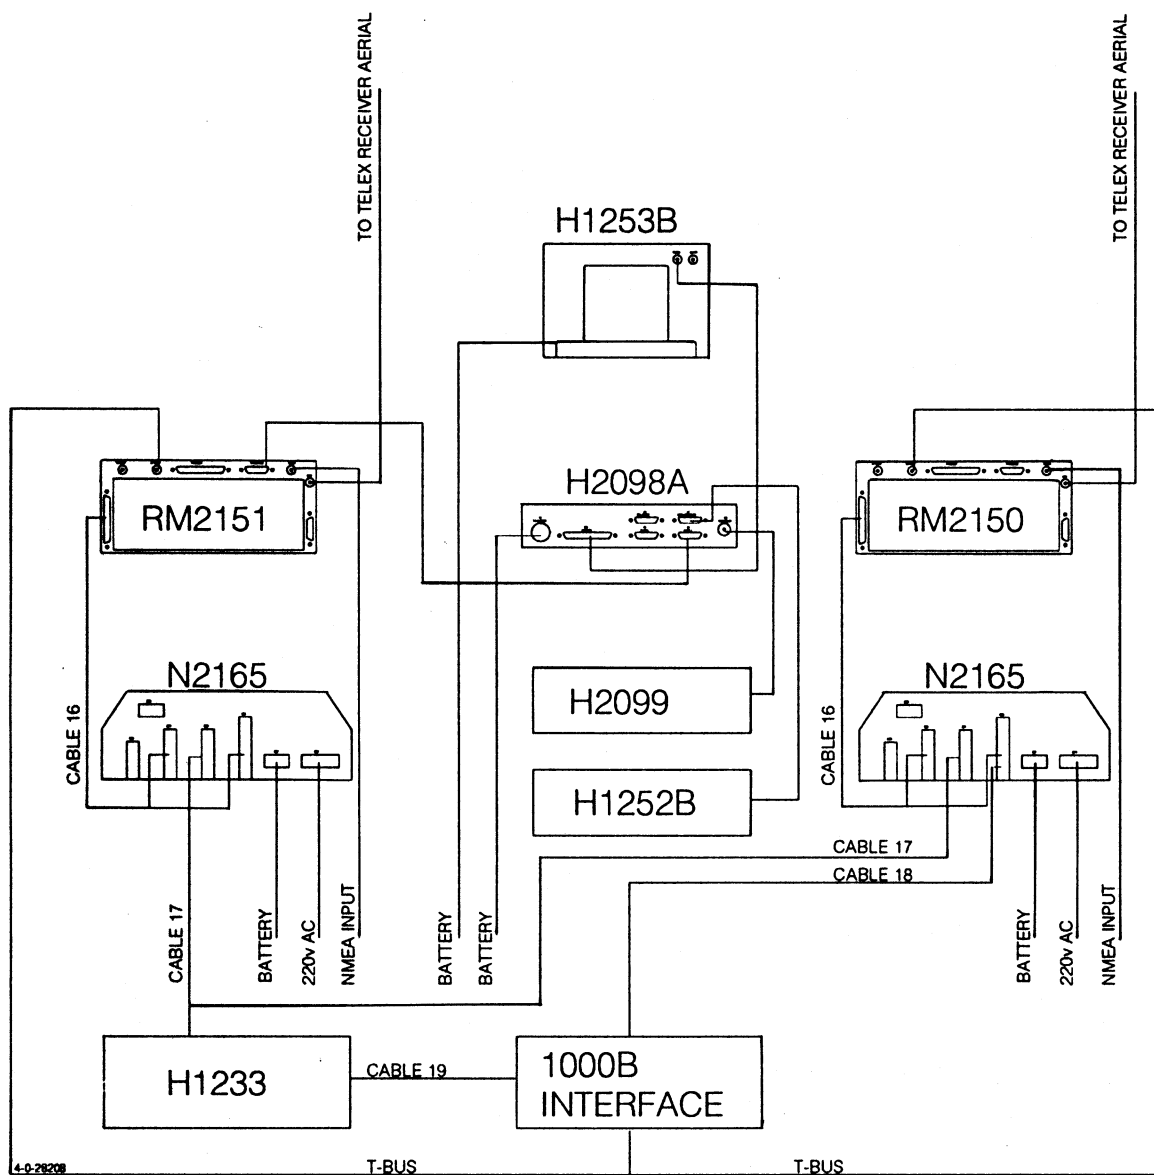 TO TELEX RECEIVER AERIAL
TO TELEX RECEIVER AERIAL
H1253B
H2098A
RM2151
RM2150
N2165
N2165
H2099
H1252B
CABLE 16
CABLE 16
CABLE 17
CABLE 18
CABLE 17
BATTERY
220v AC
NMEA INPUT
BATTERY
BATTERY
BATTERY
220v AC
NMEA INPUT
H1233
CABLE 19
1000B
INTERFACE
4-0-28208
T-BUS
T-BUS